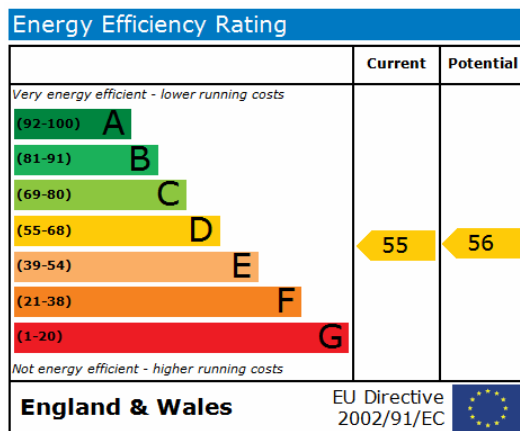 Energy Efficiency Rating
Current Potential
Very energy efficient - lower running costs
(92-100) A
(81-91) B
(69-80) C
(55-68) D
55 56
(39-54) E
(21-38) F
(1-20) G
Not energy efficient - higher running costs
England & Wales
EU Directive
2002/91/EC